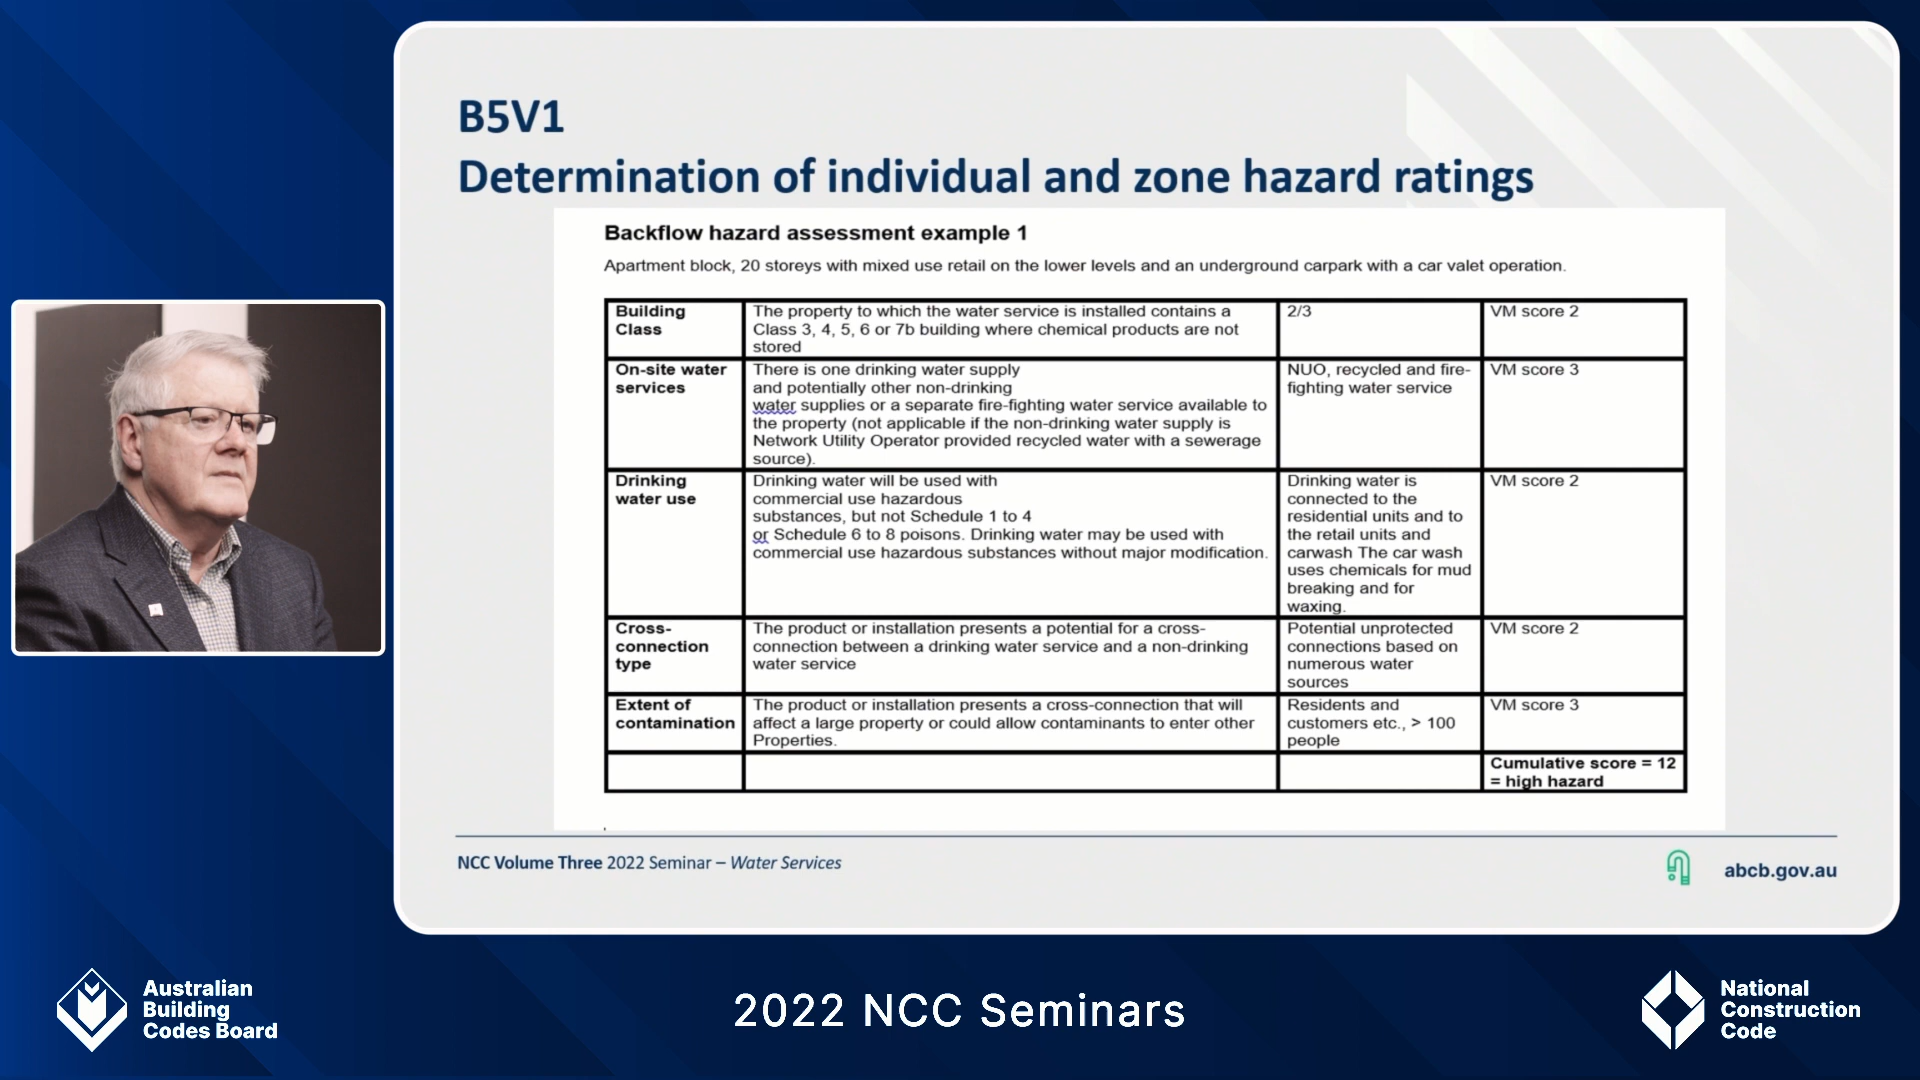 B5V1
Determination of individual and zone hazard ratings
Backflow hazard assessment example 1
Apartment block, 20 storeys with mixed use retail on the lower levels and an underground carpark with a car valet operation.
Building
Class
The property to which the water service is installed contains a
Class 3, 4, 5, 6 or 7b building where chemical products are not
stored
2/3
VM score 2
On-site water
services
There is one drinking water supply
and potentially other non-drinking
water supplies or a separate fire-fighting water service available to
the property (not applicable if the non-drinking water supply is
Network Utility Operator provided recycled water with a sewerage
source).
NUO, recycled and fire-
fighting water service
VM score 3
Drinking
water use
Drinking water will be used with
commercial use hazardous
substances, but not Schedule 1 to 4
or Schedule 6 to 8 poisons. Drinking water may be used with
commercial use hazardous substances without major modification.
Drinking water is
connected to the
residential units and to
the retail units and
carwash The car wash
uses chemicals for mud
breaking and for
waxing.
VM score 2
Cross-
connection
type
The product or installation presents a potential for a cross-
connection between a drinking water service and a non-drinking
water service
Potential unprotected
connections based on
numerous water
sources
VM score 2
Extent of
contamination
The product or installation presents a cross-connection that will
affect a large property or could allow contaminants to enter other
Properties.
Residents and
customers etc., > 100
people
VM score 3
Cumulative score = 12
= high hazard
NCC Volume Three 2022 Seminar – Water Services
abcb.gov.au
Australian
Building
Codes Board
2022 NCC Seminars
National
Construction
Code